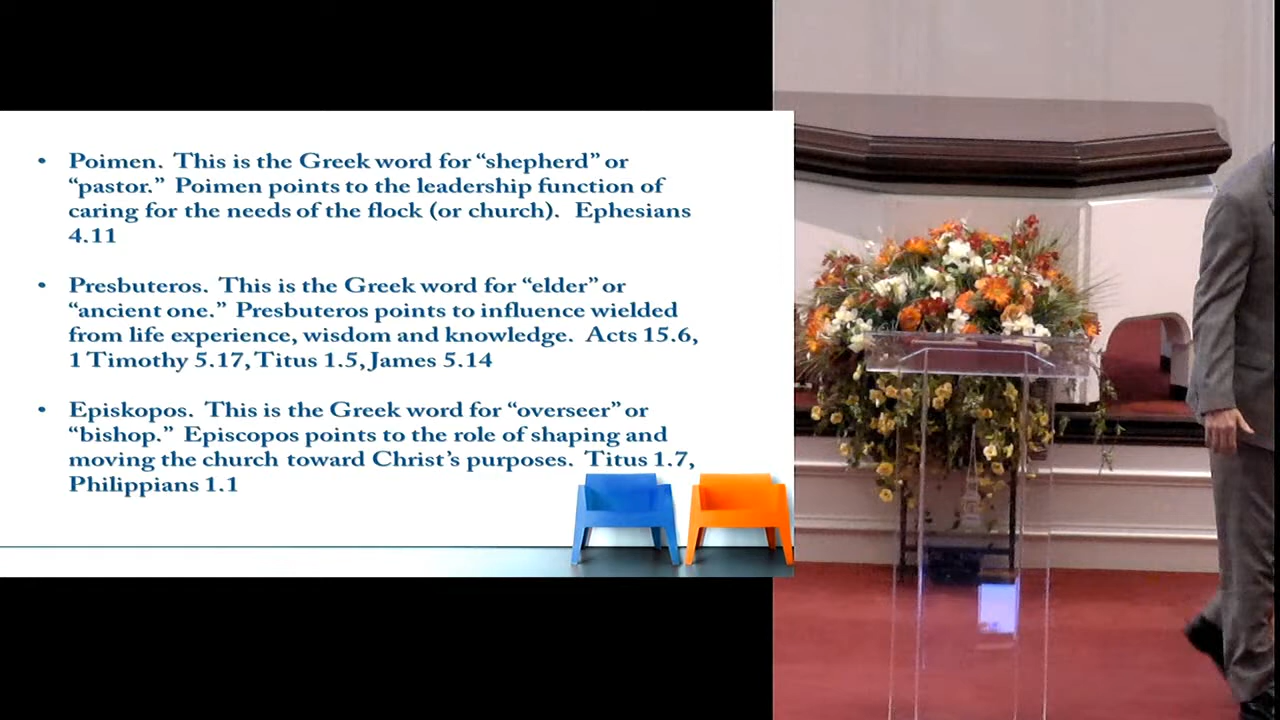 • Poimen. This is the Greek word for “shepherd” or
“pastor.” Poimen points to the leadership function of
caring for the needs of the flock (or church). Ephesians
4.11
• Presbuteros. This is the Greek word for “elder” or
“ancient one.” Presbuteros points to influence wielded
from life experience, wisdom and knowledge. Acts 15.6,
1 Timothy 5.17, Titus 1.5, James 5.14
• Episkopos. This is the Greek word for “overseer” or
“bishop.” Episcopos points to the role of shaping and
moving the church toward Christ’s purposes. Titus 1.7,
Philippians 1.1